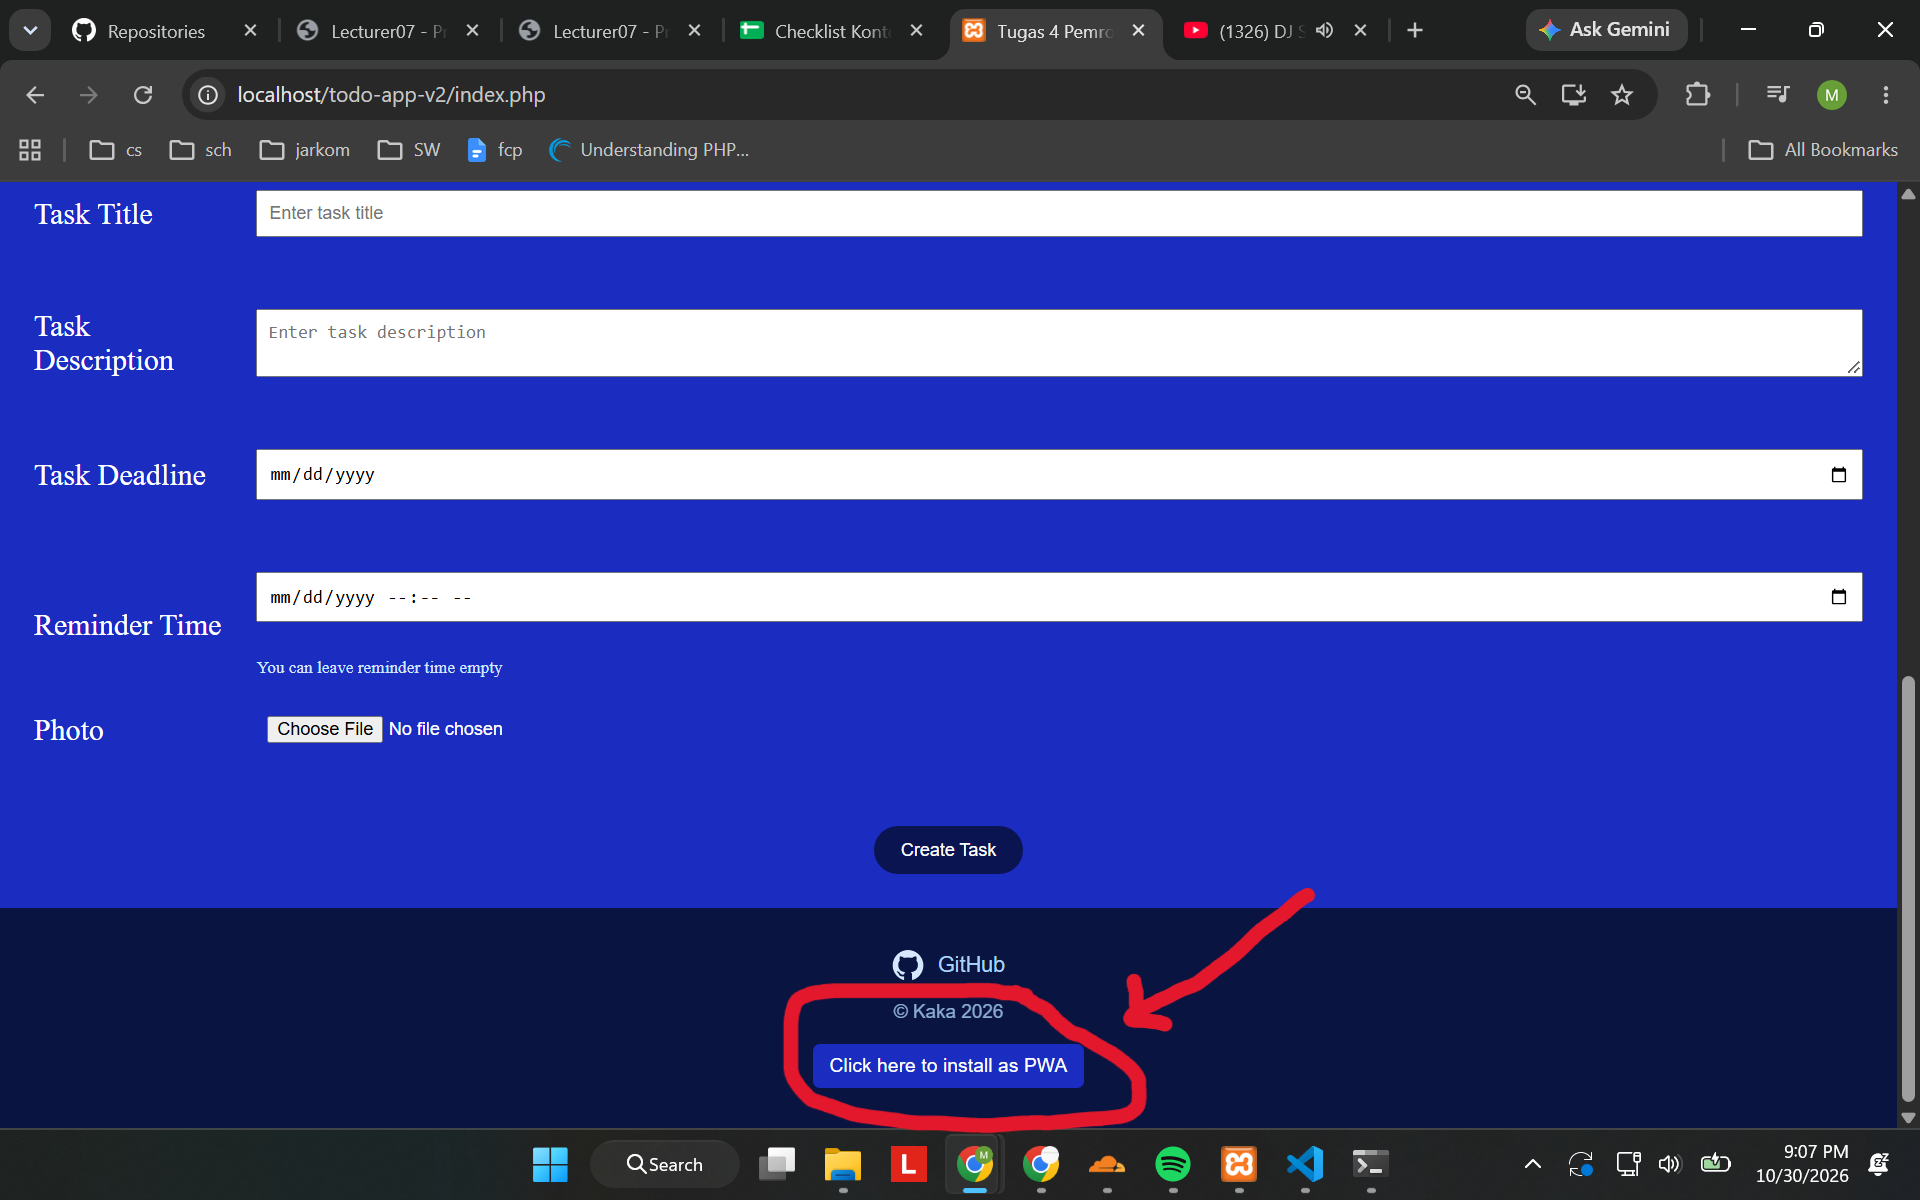 Repositories
Lecturer07 - P
Lecturer07 - P
Checklist Kont
Tugas 4 Pemro
(1326) DJ S
Ask Gemini
localhost/todo-app-v2/index.php
M
cs
sch
jarkom
SW
fcp
Understanding PHP...
All Bookmarks
Task Title
Enter task title
Task
Description
Enter task description
Task Deadline
mm/dd/yyyy
Reminder Time
mm/dd/yyyy --:-- --
You can leave reminder time empty
Photo
Choose File No file chosen
Create Task
GitHub
© Kaka 2026
Click here to install as PWA
Search
L
M
9:07 PM
10/30/2026